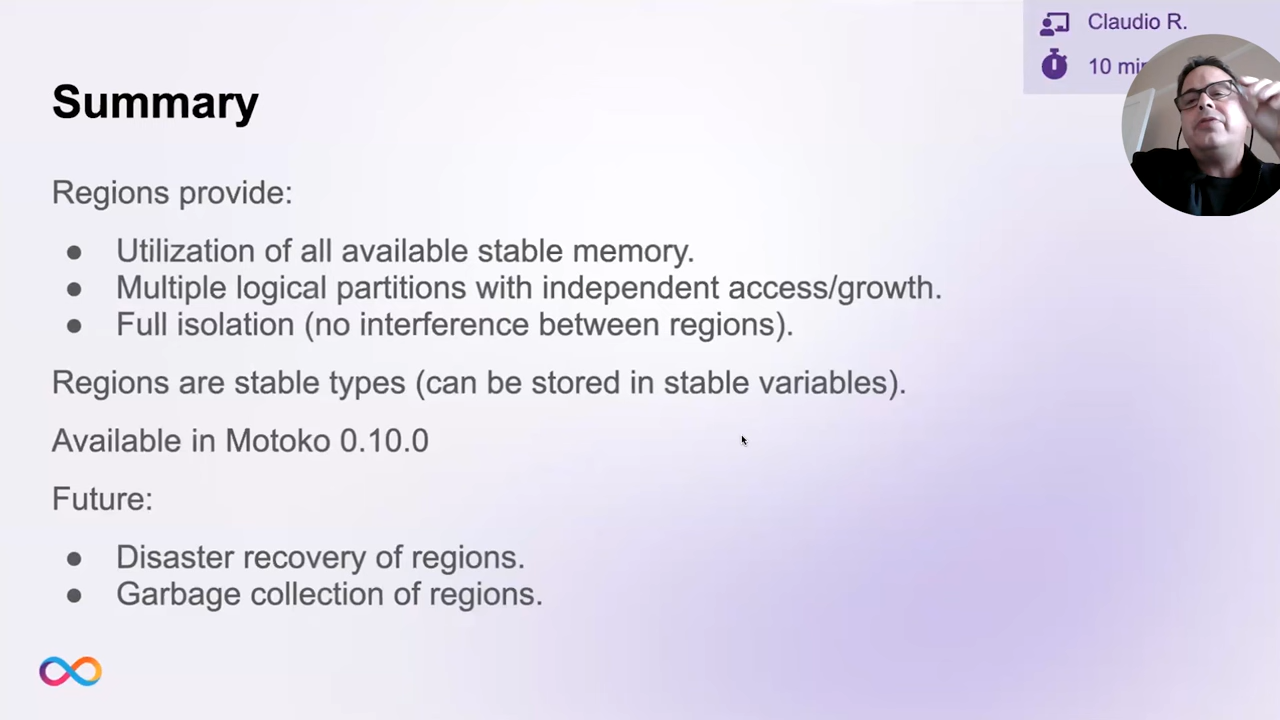 Claudio R.
10 min
Summary
Regions provide:
● Utilization of all available stable memory.
● Multiple logical partitions with independent access/growth.
● Full isolation (no interference between regions).
Regions are stable types (can be stored in stable variables).
Available in Motoko 0.10.0
Future:
● Disaster recovery of regions.
● Garbage collection of regions.